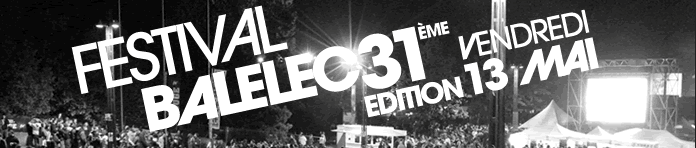 FESTIVAL
BALELEC 31ÈME
EDITION
VENDREDI
13 MAI